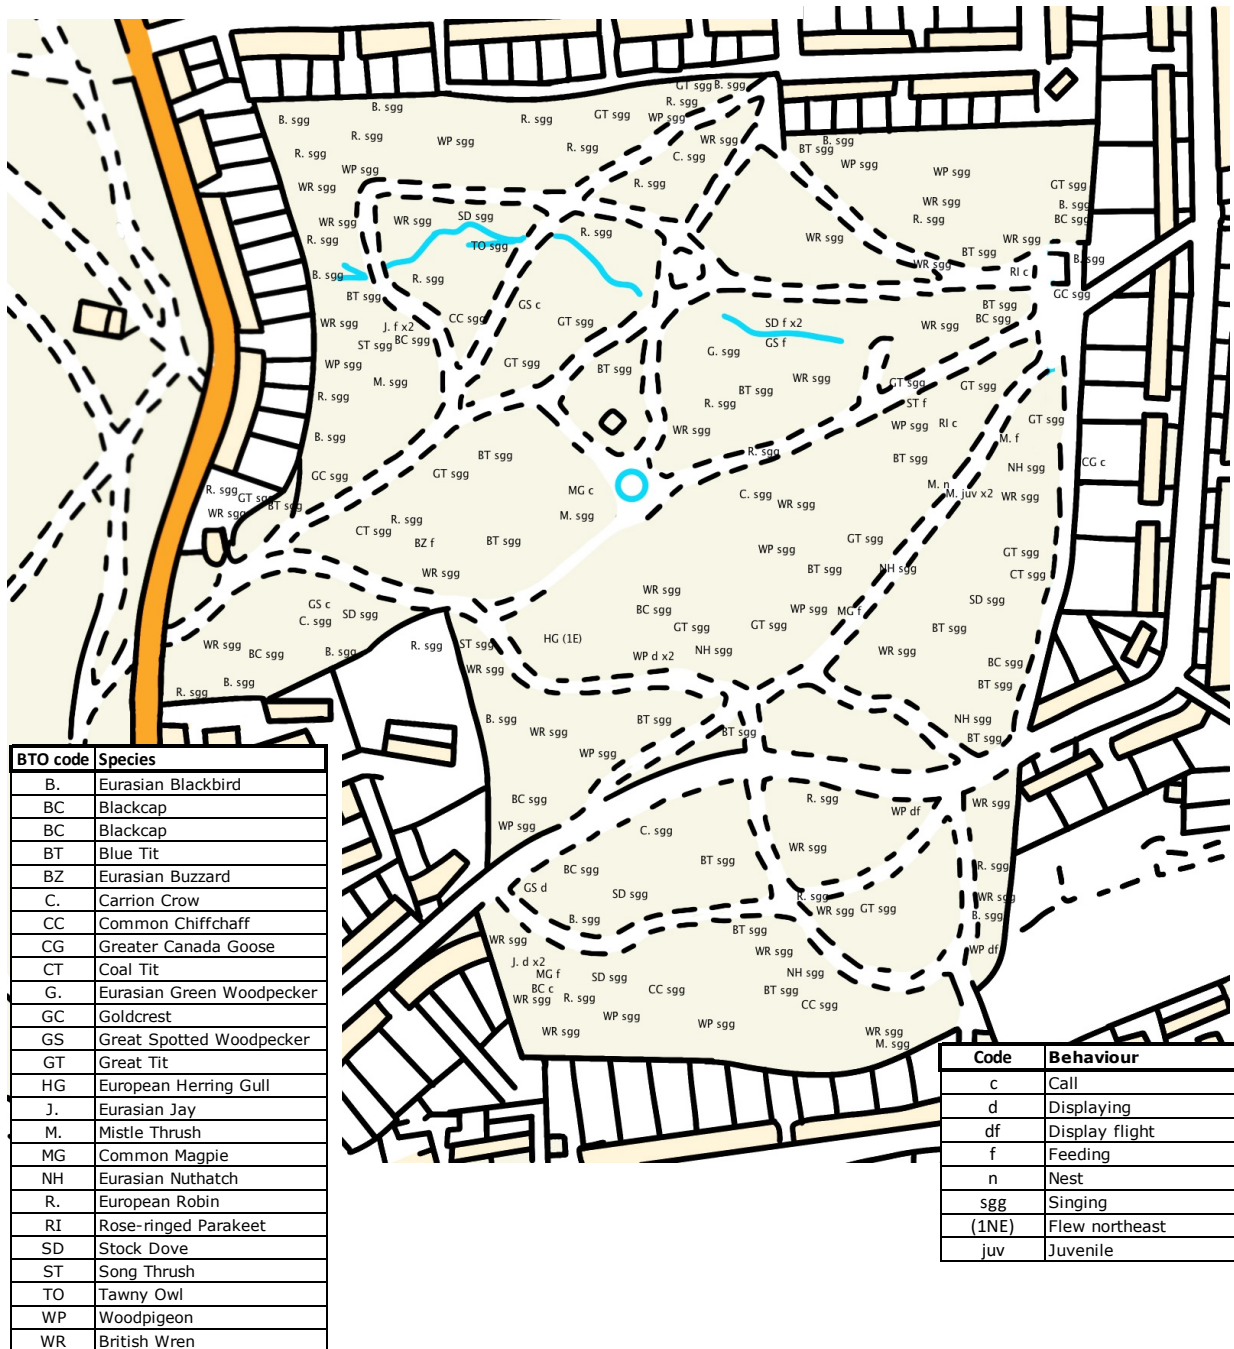 GT sgg B. sgg
R. sgg
B. sgg
B. sgg
R. sgg
GT sgg
WP sgg
R. sgg
WP sgg
R. sgg
WR sgg
B. sgg
BT sgg
R. sgg
C. sgg
WP sgg
WP sgg
WP sgg
WR sgg
R. sgg
GT sgg
WR sgg
B. sgg
WR sgg
WR sgg
SD sgg
R. sgg
BC sgg
R. sgg
TO sgg
R. sgg
WR sgg
WR sgg
BT sgg
B. sgg
WR sgg
RI c
B. sgg
R. sgg
BT sgg
GC sgg
GS c
BT sgg
WR sgg
J. f x2
CC sgg
GT sgg
SD f x2
WR sgg
BC sgg
ST sgg
BC sgg
GS f
G. sgg
WP sgg
GT sgg
BT sgg
WR sgg
M. sgg
BT sgg
GT sgg
GT sgg
R. sgg
R. sgg
ST f
B. sgg
WR sgg
WP sgg
RI c
GT sgg
M. f
BT sgg
R. sgg
BT sgg
CG c
GC sgg
GT sgg
NH sgg
R. sgg
GT sgg
BT sgg
WR sgg
MG c
C. sgg
WR sgg
M. n
M. juv x2
WR sgg
M. sgg
R. sgg
CT sgg
BZ f
BT sgg
WP sgg
GT sgg
GT sgg
WR sgg
BT sgg
NH sgg
CT sgg
GS c
C. sgg
SD sgg
WR sgg
BC sgg
WP sgg
MG f
SD sgg
GT sgg
GT sgg
BT sgg
WR sgg
BC sgg
B. sgg
R. sgg
ST sgg
HG (1E)
WP d x2
NH sgg
WR sgg
BC sgg
R. sgg
B. sgg
WR sgg
BT sgg
B. sgg
WR sgg
BT sgg
BT sgg
NH sgg
BT sgg
WP sgg
BC sgg
WP sgg
C. sgg
R. sgg
WP df
WR sgg
BC sgg
BT sgg
WR sgg
R. sgg
GS d
SD sgg
R. sgg
WR sgg
GT sgg
WR sgg
B. sgg
B. sgg
BT sgg
WR sgg
WR sgg
WP df
J. d x2
MG f
BC c
WR sgg
R. sgg
SD sgg
CC sgg
NH sgg
BT sgg
CC sgg
WP sgg
WP sgg
WR sgg
WR sgg
M. sgg
BTO code Species
B. Eurasian Blackbird
BC Blackcap
BC Blackcap
BT Blue Tit
BZ Eurasian Buzzard
C. Carrion Crow
CC Common Chiffchaff
CG Greater Canada Goose
CT Coal Tit
G. Eurasian Green Woodpecker
GC Goldcrest
GS Great Spotted Woodpecker
GT Great Tit
HG European Herring Gull
J. Eurasian Jay
M. Mistle Thrush
MG Common Magpie
NH Eurasian Nuthatch
R. European Robin
RI Rose-ringed Parakeet
SD Stock Dove
ST Song Thrush
TO Tawny Owl
WP Woodpigeon
WR British Wren
Code Behaviour
c Call
d Displaying
df Display flight
f Feeding
n Nest
sgg Singing
(1NE) Flew northeast
juv Juvenile